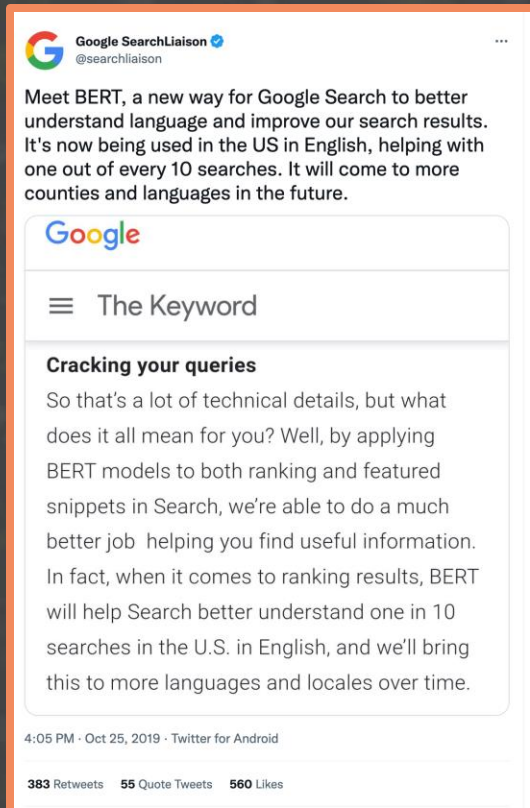 Google SearchLiaison
@searchliaison
Meet BERT, a new way for Google Search to better
understand language and improve our search results.
It's now being used in the US in English, helping with
one out of every 10 searches. It will come to more
counties and languages in the future.
Google
The Keyword
Cracking your queries
So that's a lot of technical details, but what
does it all mean for you? Well, by applying
BERT models to both ranking and featured
snippets in Search, we're able to do a much
better job helping you find useful information.
In fact, when it comes to ranking results, BERT
will help Search better understand one in 10
searches in the U.S. in English, and we'll bring
this to more languages and locales over time.
4:05 PM · Oct 25, 2019 · Twitter for Android
383 Retweets 55 Quote Tweets 560 Likes